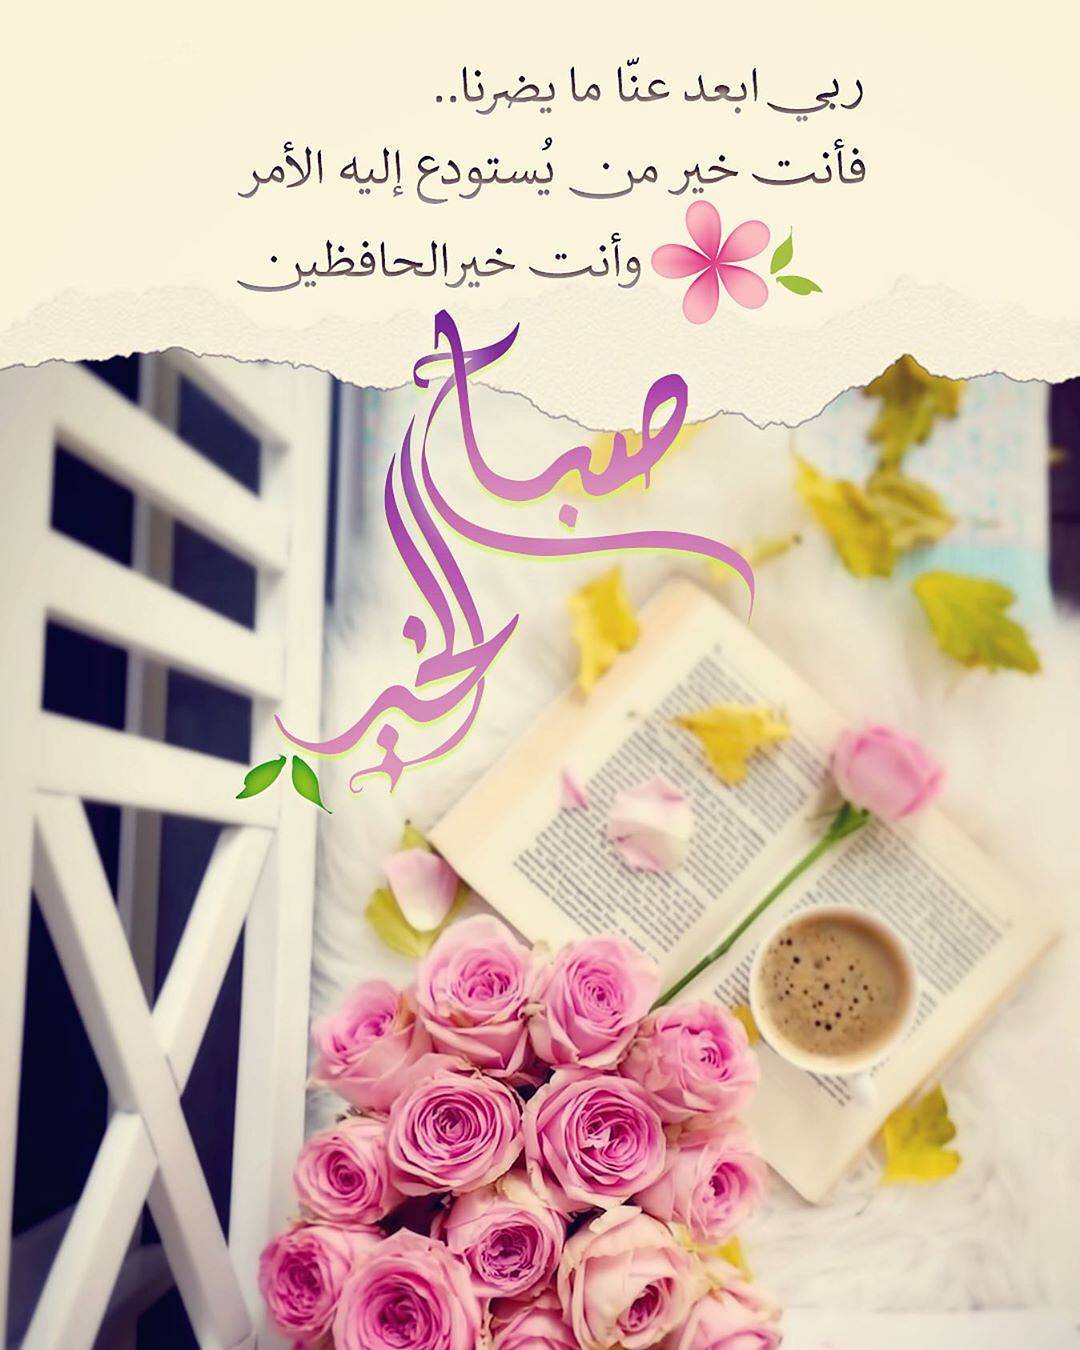 ربي ابعد عنّا ما يضرنا..
فأنت خير من يُستودع إليه الأمر
وأنت خيرالحافظين
صباح
الخير